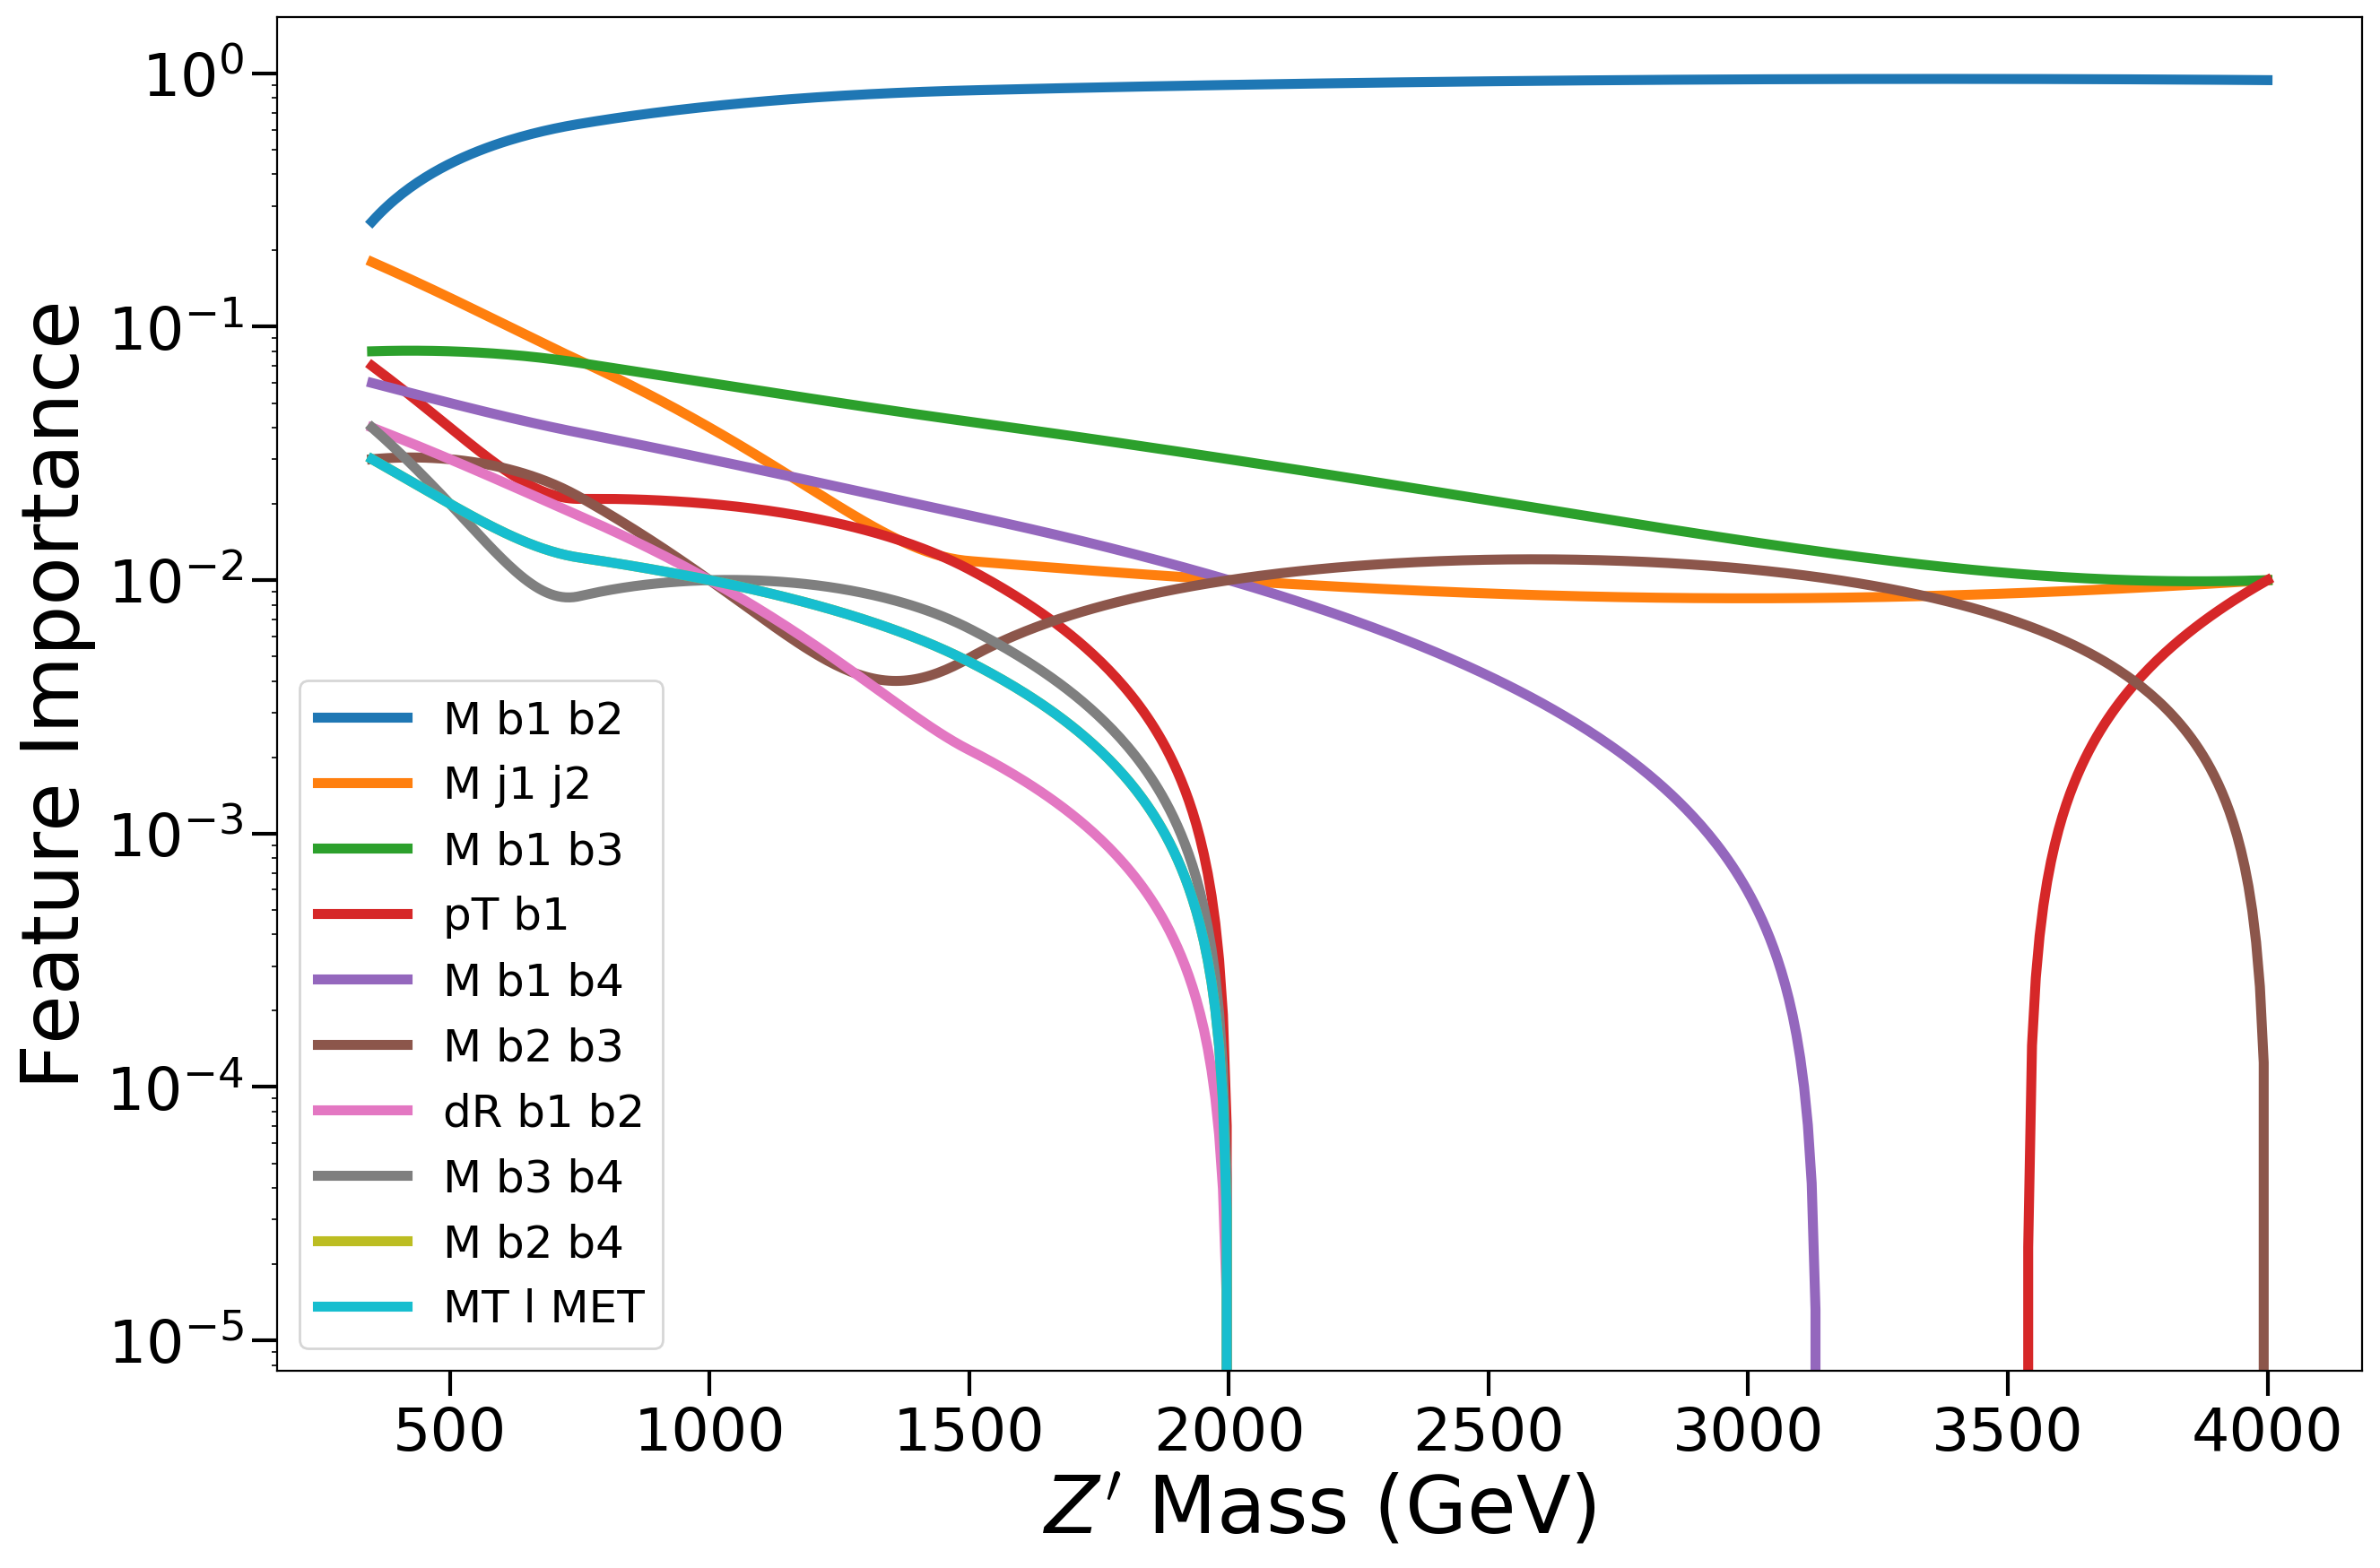 Feature Importance
10⁰
10⁻¹
10⁻²
10⁻³
10⁻⁴
10⁻⁵
M b1 b2
M j1 j2
M b1 b3
pT b1
M b1 b4
M b2 b3
dR b1 b2
M b3 b4
M b2 b4
MT l MET
500 1000 1500 2000 2500 3000 3500 4000
Z′ Mass (GeV)